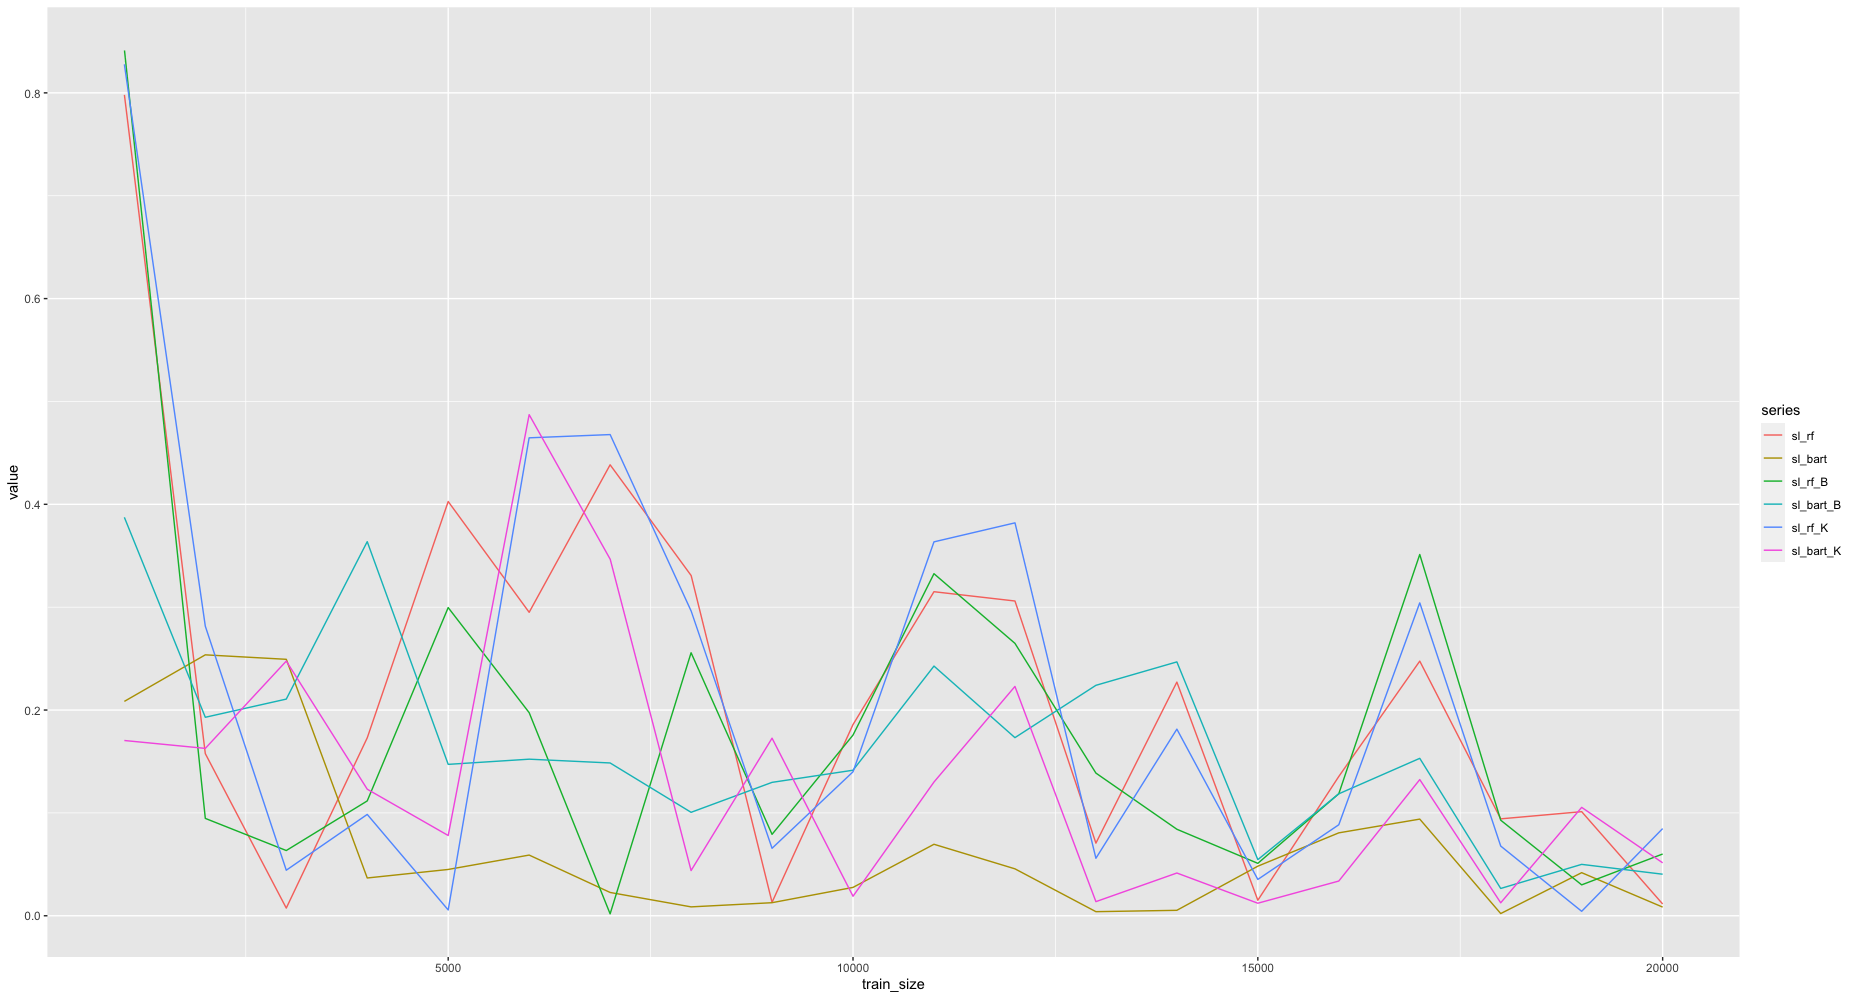 0.8
0.6
0.4
0.2
0.0
value
5000
10000
15000
20000
train_size
series
sl_rf
sl_bart
sl_rf_B
sl_bart_B
sl_rf_K
sl_bart_K